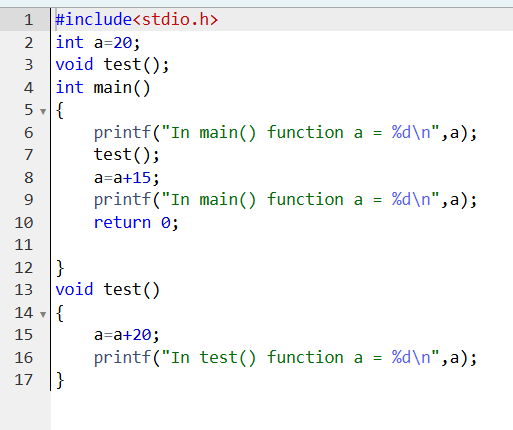 1 #include<stdio.h>
2 int a=20;
3 void test();
4 int main()
5 {
6     printf("In main() function a = %d\n",a);
7     test();
8     a=a+15;
9     printf("In main() function a = %d\n",a);
10     return 0;
11
12 }
13 void test()
14 {
15     a=a+20;
16     printf("In test() function a = %d\n",a);
17 }